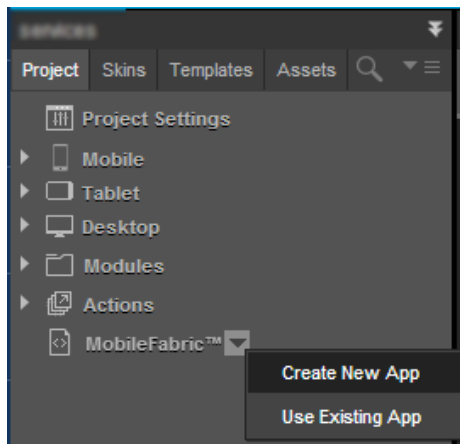 Project Skins Templates Assets
Project Settings
Mobile
Tablet
Desktop
Modules
Actions
MobileFabric™
Create New App
Use Existing App